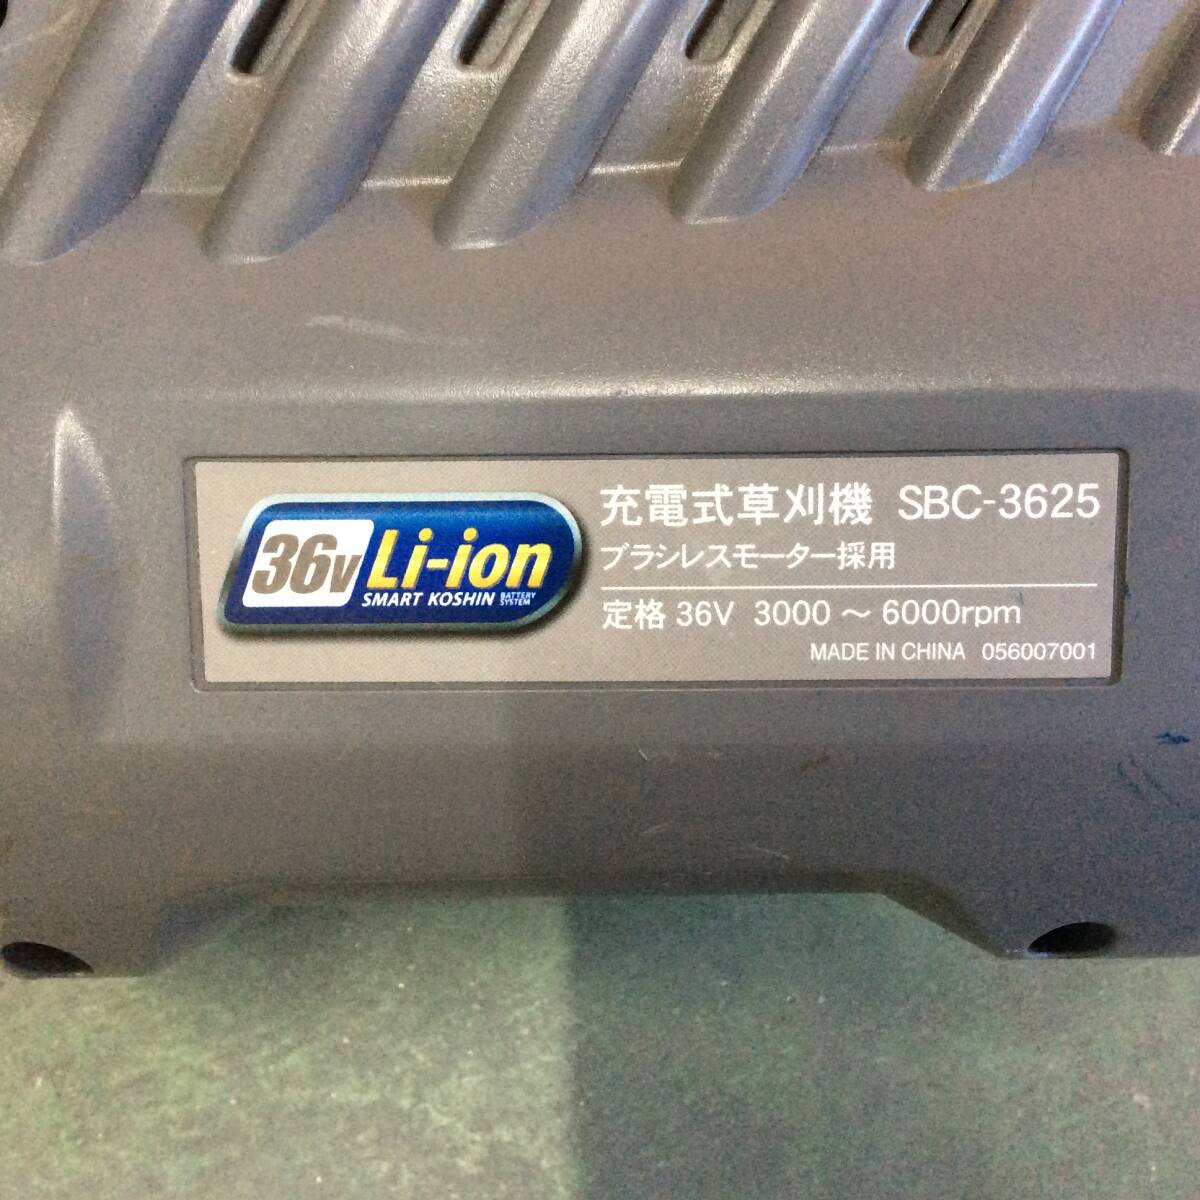 36V Li-ion
SMART KOSHIN BATTERY SYSTEM
充電式草刈機 SBC-3625
ブラシレスモーター採用
定格 36V 3000 ～ 6000rpm
MADE IN CHINA 056007001